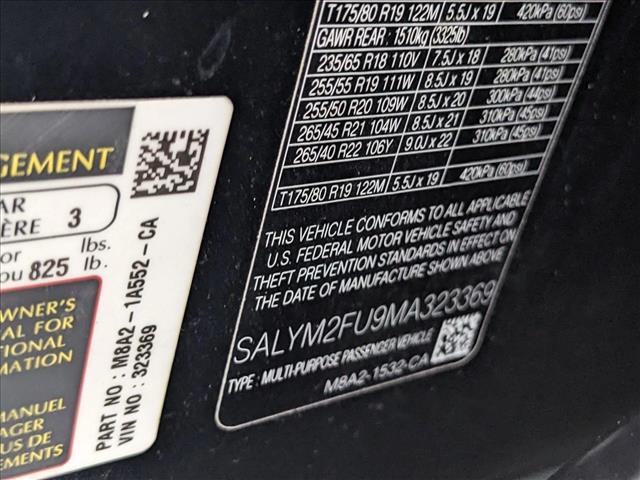 GEMENT
AR
ÈRE 3
or lbs.
ou 825 lb.
WNER'S
AL FOR
TIONAL
RMATION
MANUEL
AGER
US DE
EMENTS
PART NO : M8A2-1A552-CA
VIN NO : 323369
T175/80 R19 122M 5.5J x 19 420kPa (60psi)
GAWR REAR : 1510kg (3325lb)
235/65 R18 110V 7.5J x 18 280kPa (41psi)
255/55 R19 111W 8.5J x 19 280kPa (41psi)
255/50 R20 109W 8.5J x 20 300kPa (44psi)
265/45 R21 104W 8.5J x 21 310kPa (45psi)
265/40 R22 106Y 9.0J x 22 310kPa (45psi)
T175/80 R19 122M 5.5J x 19 420kPa (60psi)
THIS VEHICLE CONFORMS TO ALL APPLICABLE
U.S. FEDERAL MOTOR VEHICLE SAFETY AND
THEFT PREVENTION STANDARDS IN EFFECT ON
THE DATE OF MANUFACTURE SHOWN ABOVE
SALYM2FU9MA323369
TYPE : MULTI-PURPOSE PASSENGER VEHICLE
M8A2-1532-CA